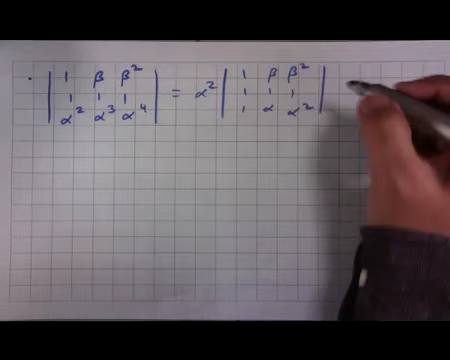 · | 1 β β² | = α² | 1 β β² |
| 1 1 1 | | 1 1 1 |
| α² α³ α⁴ | | 1 α α² |